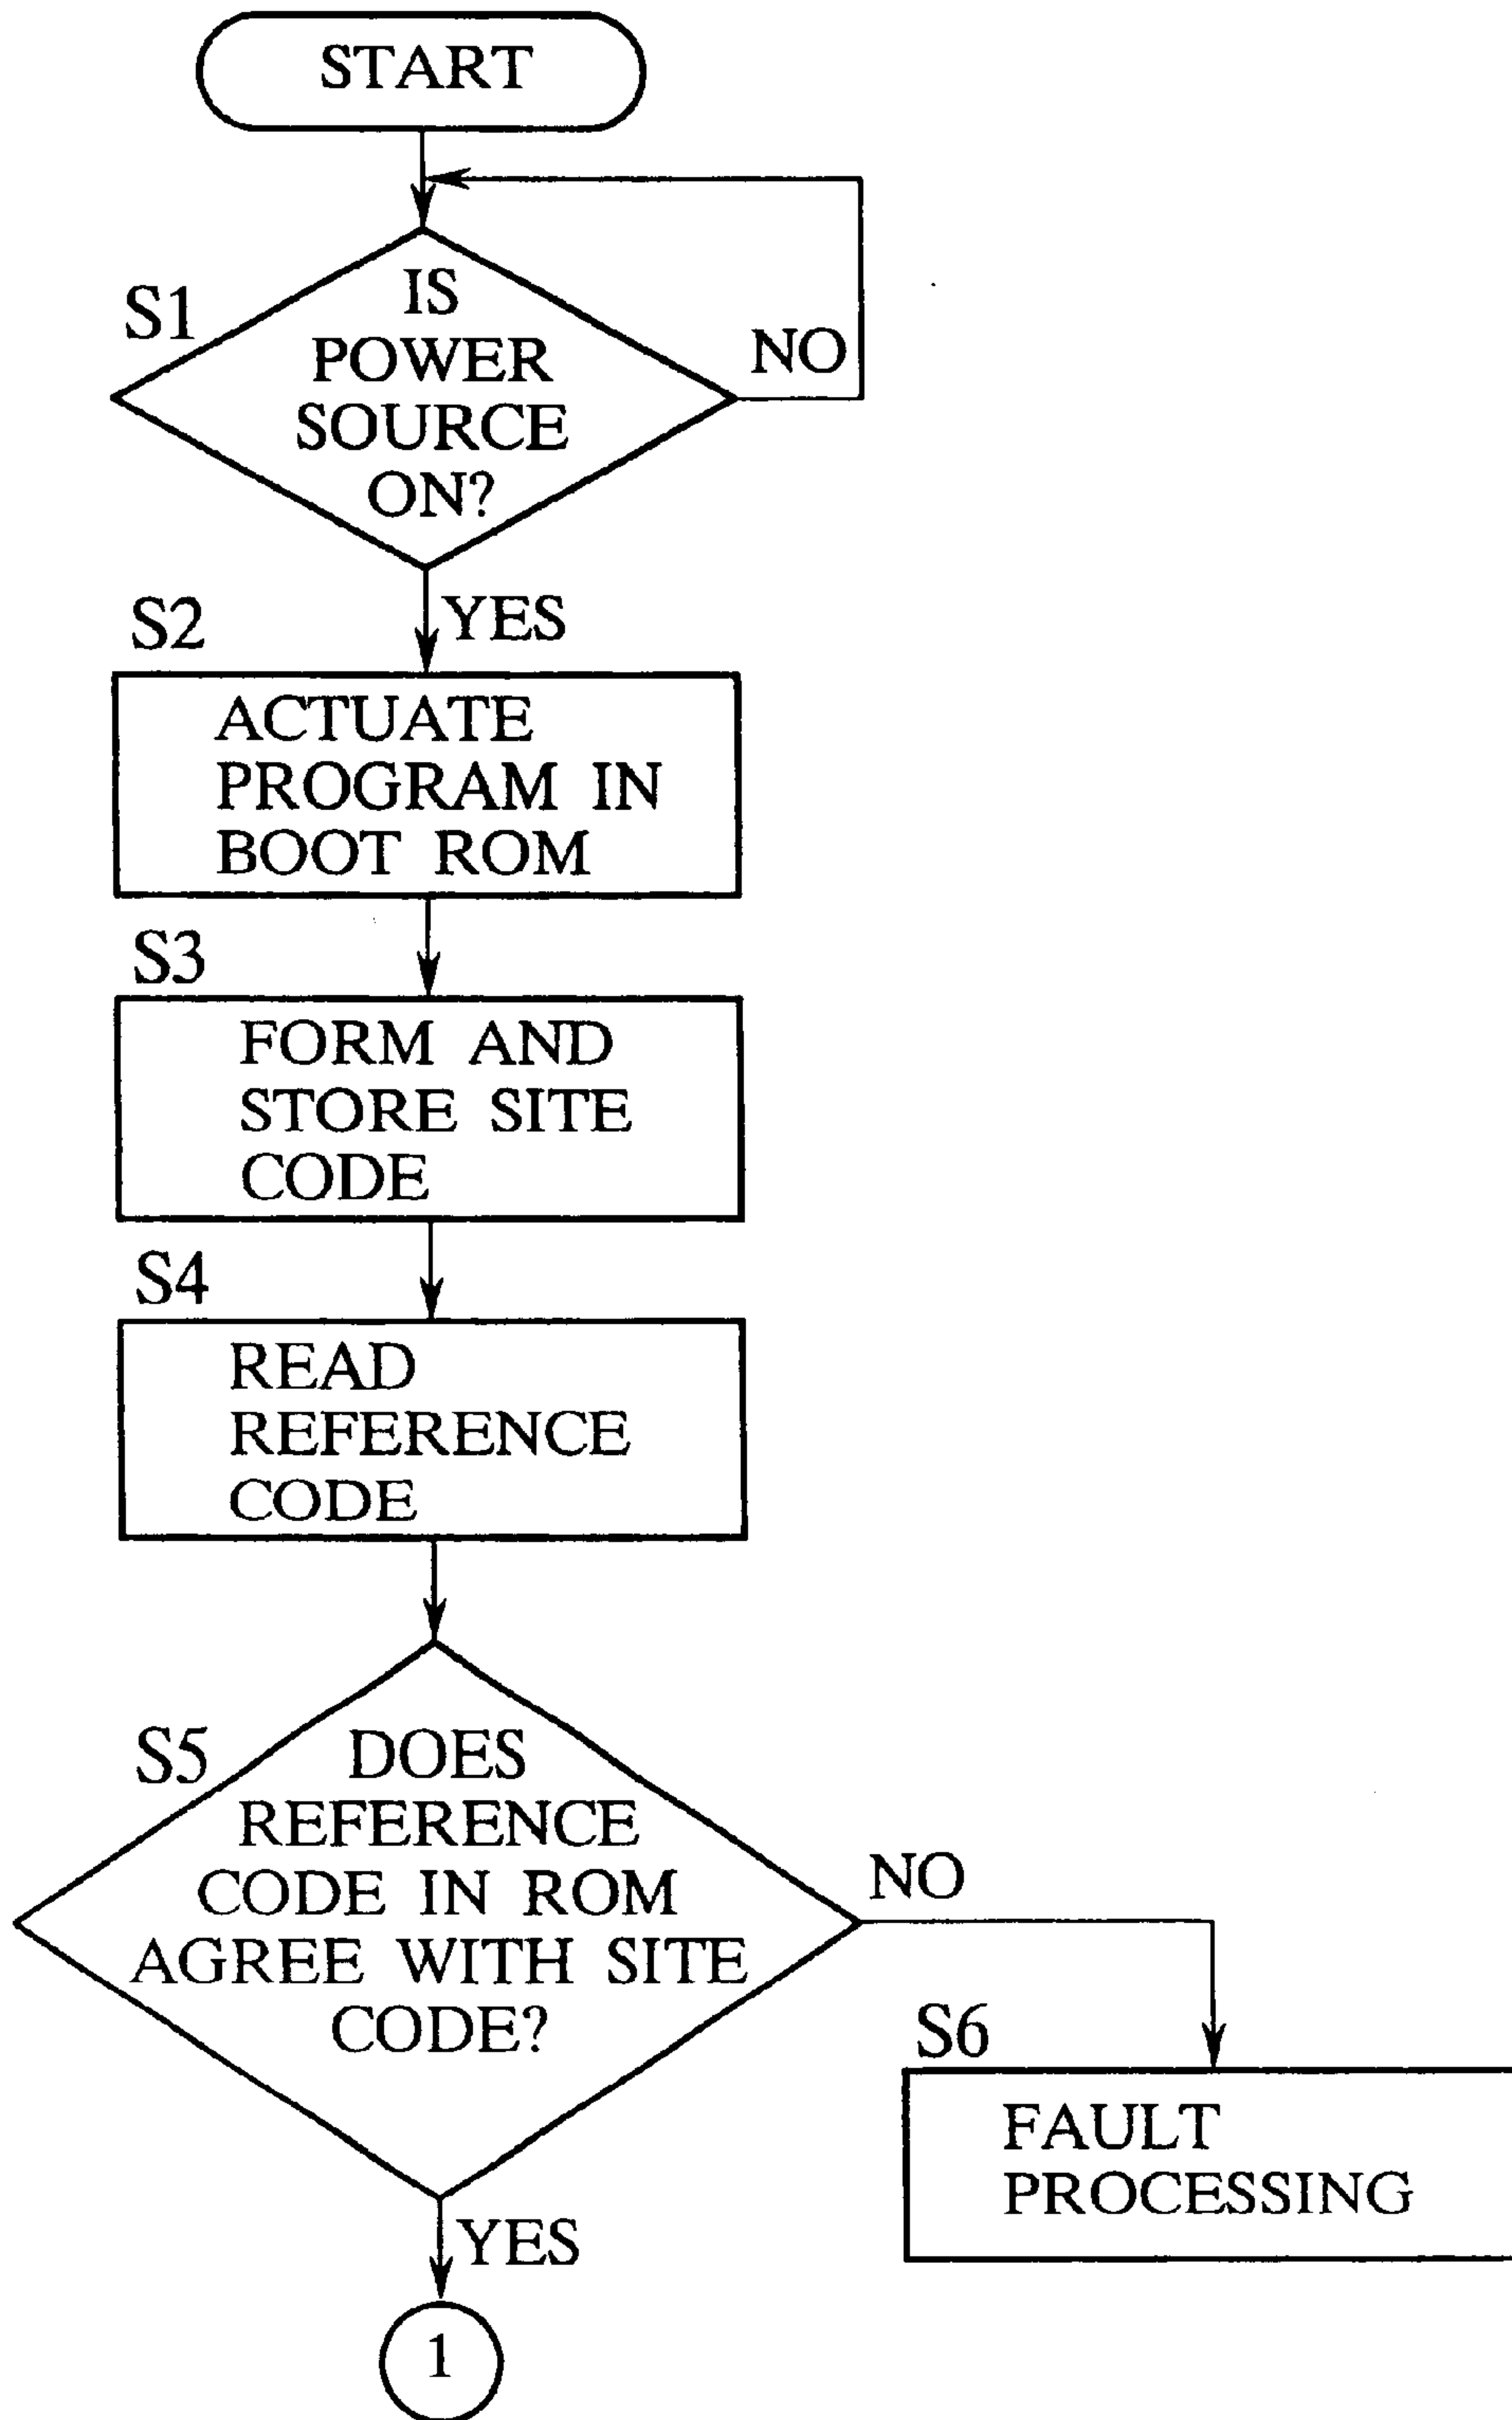 START
S1
IS
POWER
SOURCE
ON?
NO
YES
S2
ACTUATE
PROGRAM IN
BOOT ROM
S3
FORM AND
STORE SITE
CODE
S4
READ
REFERENCE
CODE
S5
DOES
REFERENCE
CODE IN ROM
AGREE WITH SITE
CODE?
NO
S6
FAULT
PROCESSING
YES
1